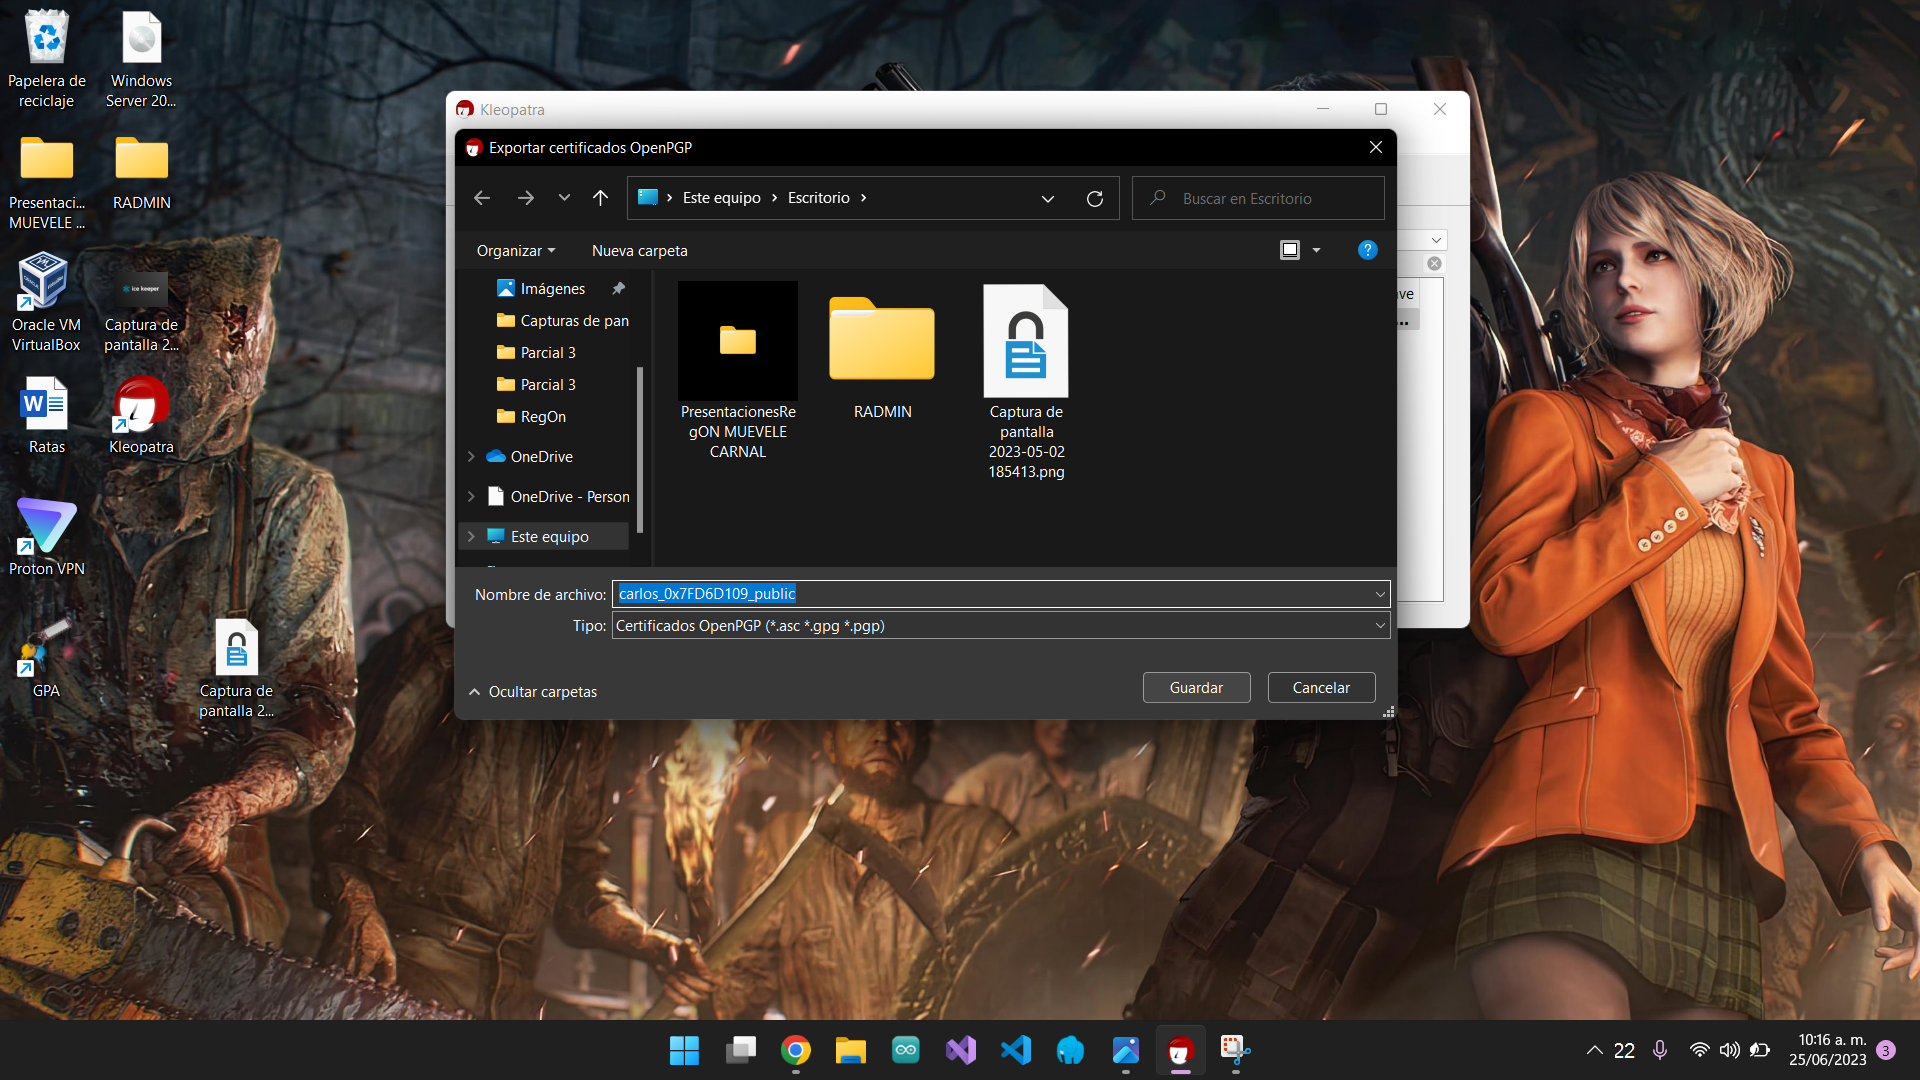 Papelera de
reciclaje
Windows
Server 20...
Presentaci...
MUEVELE ...
RADMIN
Oracle VM
VirtualBox
ice keeper
Captura de
pantalla 2...
Ratas
Kleopatra
Proton VPN
GPA
Captura de
pantalla 2...
Kleopatra
Exportar certificados OpenPGP
Este equipo
Escritorio
Buscar en Escritorio
Organizar
Nueva carpeta
Imágenes
Capturas de pan
Parcial 3
Parcial 3
RegOn
OneDrive
OneDrive - Person
Este equipo
PresentacionesRe
gON MUEVELE
CARNAL
RADMIN
Captura de
pantalla
2023-05-02
185413.png
Nombre de archivo: carlos_0x7FD6D109_public
Tipo: Certificados OpenPGP (*.asc *.gpg *.pgp)
Ocultar carpetas
Guardar
Cancelar
22
10:16 a. m.
25/06/2023
3